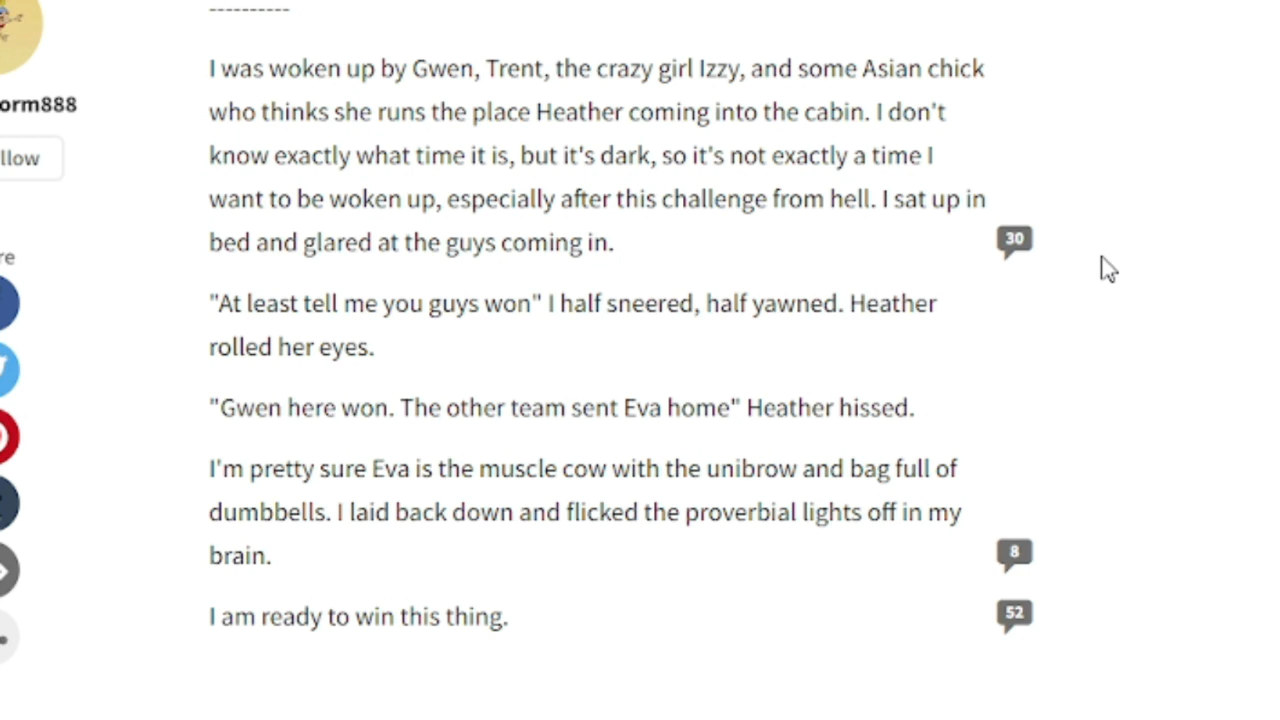 ----------
I was woken up by Gwen, Trent, the crazy girl Izzy, and some Asian chick
who thinks she runs the place Heather coming into the cabin. I don't
know exactly what time it is, but it's dark, so it's not exactly a time I
want to be woken up, especially after this challenge from hell. I sat up in
bed and glared at the guys coming in.
30
"At least tell me you guys won" I half sneered, half yawned. Heather
rolled her eyes.
"Gwen here won. The other team sent Eva home" Heather hissed.
I'm pretty sure Eva is the muscle cow with the unibrow and bag full of
dumbbells. I laid back down and flicked the proverbial lights off in my
brain.
8
I am ready to win this thing.
52
orm888
llow
re